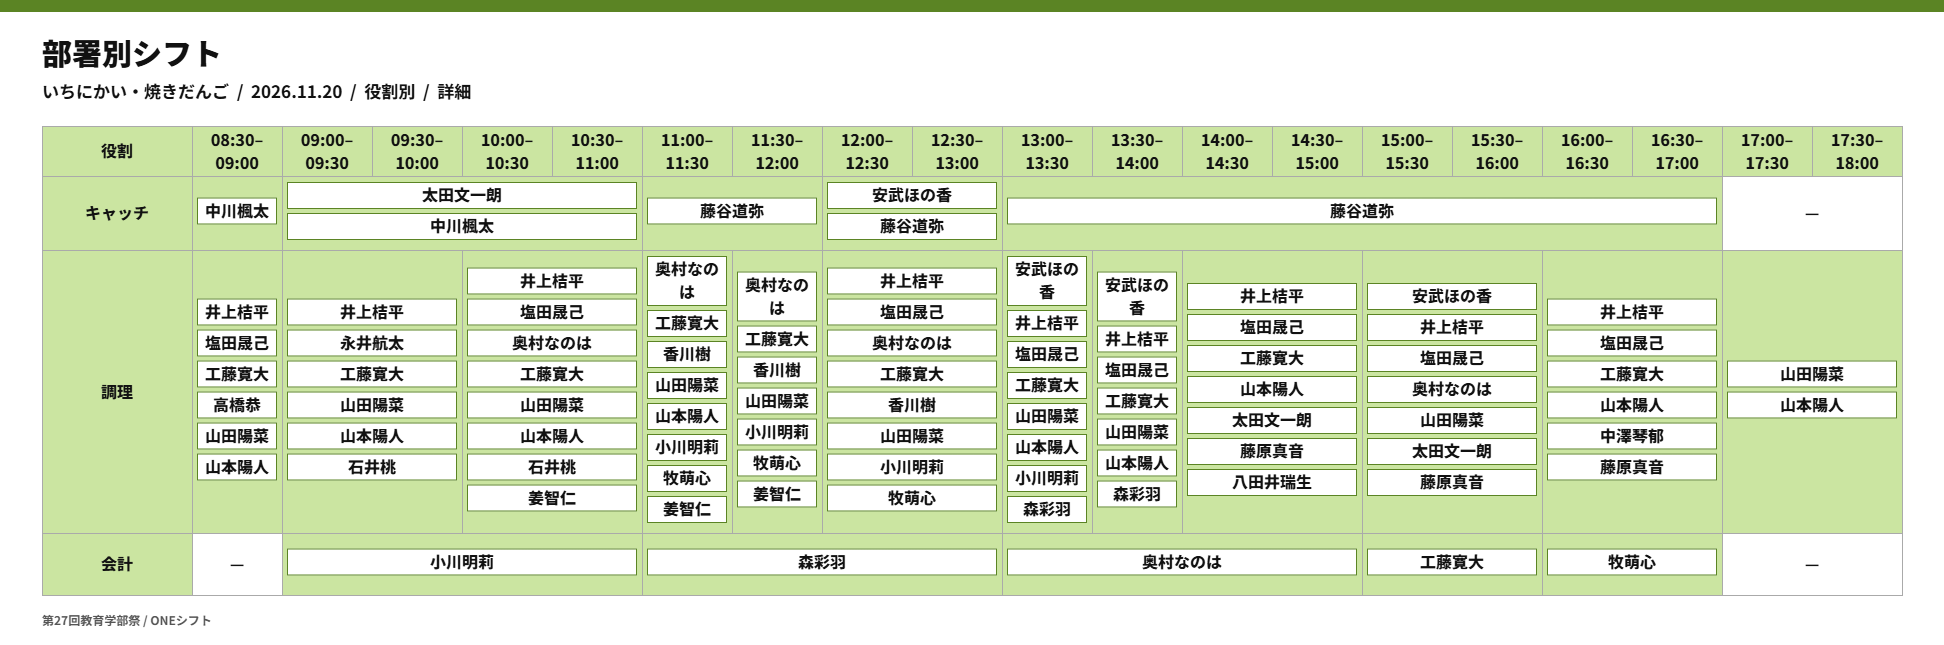 部署別シフト
いちにかい・焼きだんご / 2026.11.20 / 役割別 / 詳細
役割 08:30–09:00 09:00–09:30 09:30–10:00 10:00–10:30 10:30–11:00 11:00–11:30 11:30–12:00 12:00–12:30 12:30–13:00 13:00–13:30 13:30–14:00 14:00–14:30 14:30–15:00 15:00–15:30 15:30–16:00 16:00–16:30 16:30–17:00 17:00–17:30 17:30–18:00
キャッチ
中川楓太
太田文一朗
中川楓太
藤谷道弥
安武ほの香
藤谷道弥
藤谷道弥
—
調理
井上桔平
塩田晟己
工藤寛大
高橋恭
山田陽菜
山本陽人
井上桔平
永井航太
工藤寛大
山田陽菜
山本陽人
石井桃
井上桔平
塩田晟己
奥村なのは
工藤寛大
山田陽菜
山本陽人
石井桃
姜智仁
奥村なの
は
工藤寛大
香川樹
山田陽菜
山本陽人
小川明莉
牧萌心
姜智仁
奥村なの
は
工藤寛大
香川樹
山田陽菜
小川明莉
牧萌心
姜智仁
井上桔平
塩田晟己
奥村なのは
工藤寛大
香川樹
山田陽菜
小川明莉
牧萌心
安武ほの
香
井上桔平
塩田晟己
工藤寛大
山田陽菜
山本陽人
小川明莉
森彩羽
安武ほの
香
井上桔平
塩田晟己
工藤寛大
山田陽菜
山本陽人
森彩羽
井上桔平
塩田晟己
工藤寛大
山本陽人
太田文一朗
藤原真音
八田井瑞生
安武ほの香
井上桔平
塩田晟己
奥村なのは
山田陽菜
太田文一朗
藤原真音
井上桔平
塩田晟己
工藤寛大
山本陽人
中澤琴郁
藤原真音
山田陽菜
山本陽人
会計
—
小川明莉
森彩羽
奥村なのは
工藤寛大
牧萌心
—
第27回教育学部祭 / ONEシフト